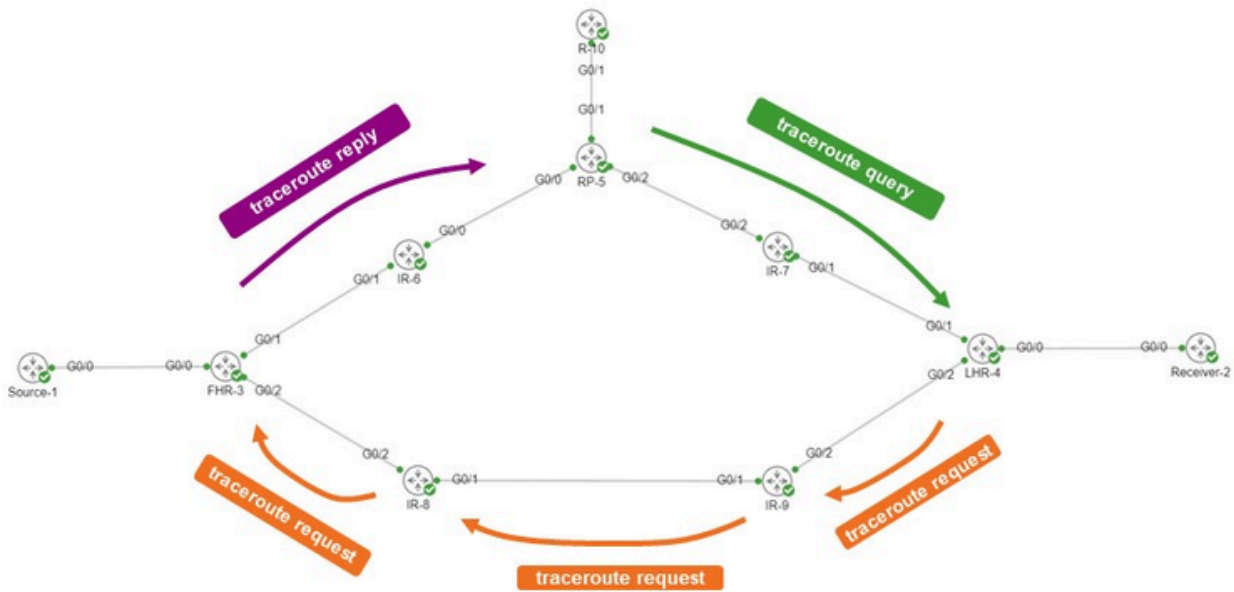 R-10
G0/1
G0/1
traceroute reply
traceroute query
RP-5
G0/0
G0/2
G0/0
G0/2
IR-6
IR-7
G0/1
G0/1
G0/1
G0/1
G0/0
G0/0
G0/0
G0/0
Source-1
FHR-3
LHR-4
Receiver-2
G0/2
G0/2
G0/2
G0/2
G0/1
G0/1
IR-8
IR-9
traceroute request
traceroute request
traceroute request